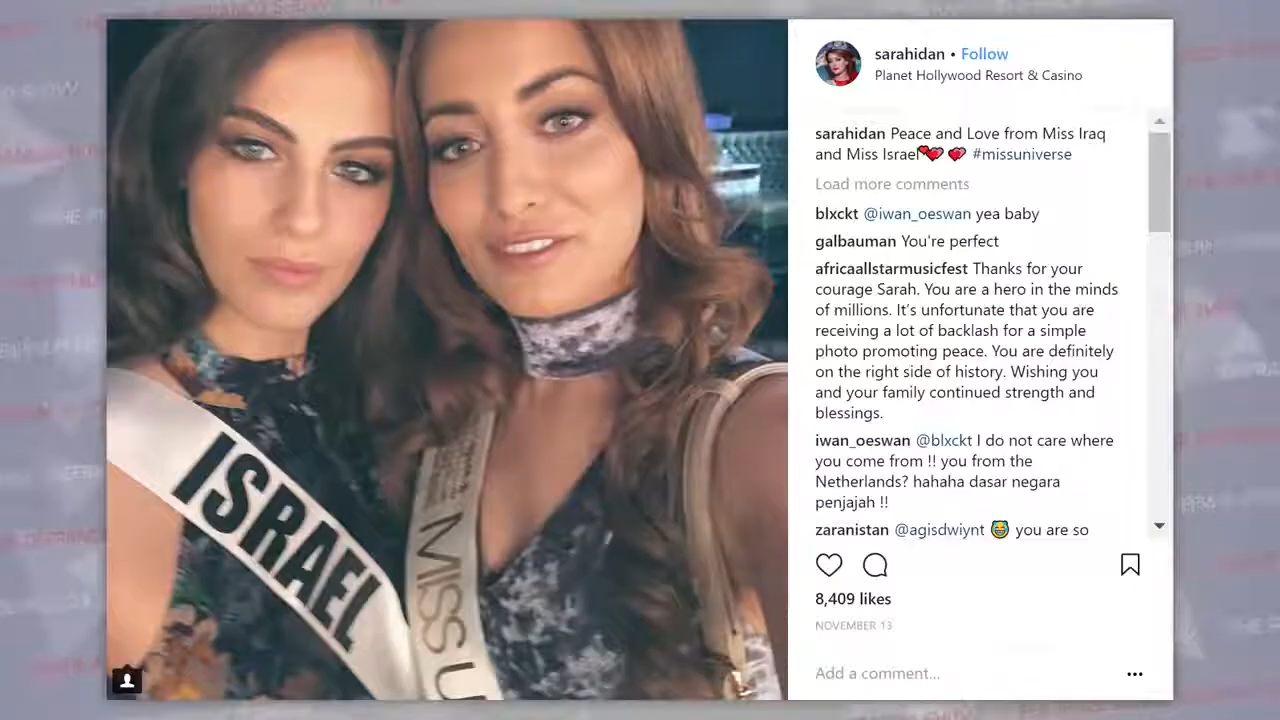 ISRAEL
MISS U
sarahidan • Follow
Planet Hollywood Resort & Casino
sarahidan Peace and Love from Miss Iraq
and Miss Israel💕 💕 #missuniverse
Load more comments
blxckt @iwan_oeswan yea baby
galbauman You're perfect
africaallstarmusicfest Thanks for your
courage Sarah. You are a hero in the minds
of millions. It's unfortunate that you are
receiving a lot of backlash for a simple
photo promoting peace. You are definitely
on the right side of history. Wishing you
and your family continued strength and
blessings.
iwan_oeswan @blxckt I do not care where
you come from !! you from the
Netherlands? hahaha dasar negara
penjajah !!
zaranistan @agisdwiynt 😂 you are so
8,409 likes
NOVEMBER 13
Add a comment...